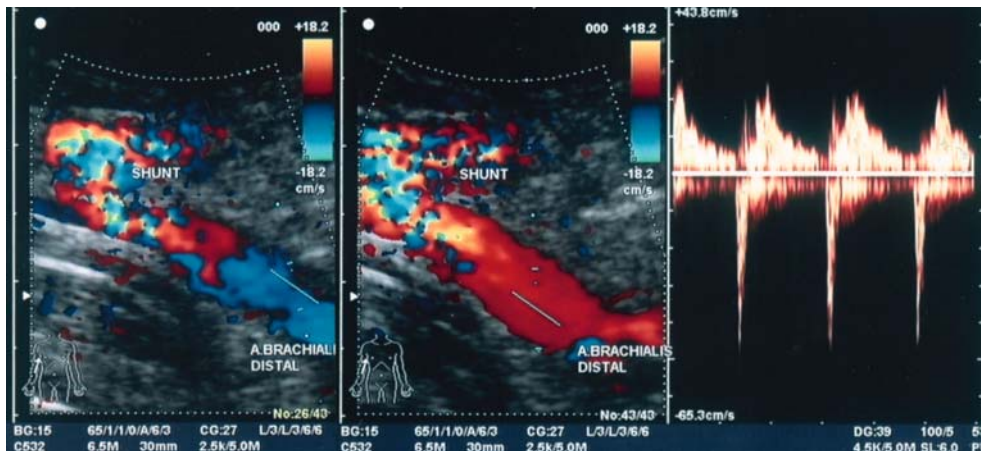 000 +18.2
SHUNT
-18.2
cm/s
A.BRACHIALIS
DISTAL
No:26/43
BG:15 65/1/1/0/A/6/3 CG:27 L/3/L/3/6/6
C532 6.5M 30mm 2.5k/5.0M
000 +18.2
SHUNT
-18.2
cm/s
A.BRACHIALIS
DISTAL
No:43/43
BG:15 65/1/1/0/A/6/3 CG:27 L/3/L/3/6/6
C532 6.5M 30mm 2.5k/5.0M
+43.8cm/s
-65.3cm/s
DG:39 100/5
4.5K/5.0M SL:6.0